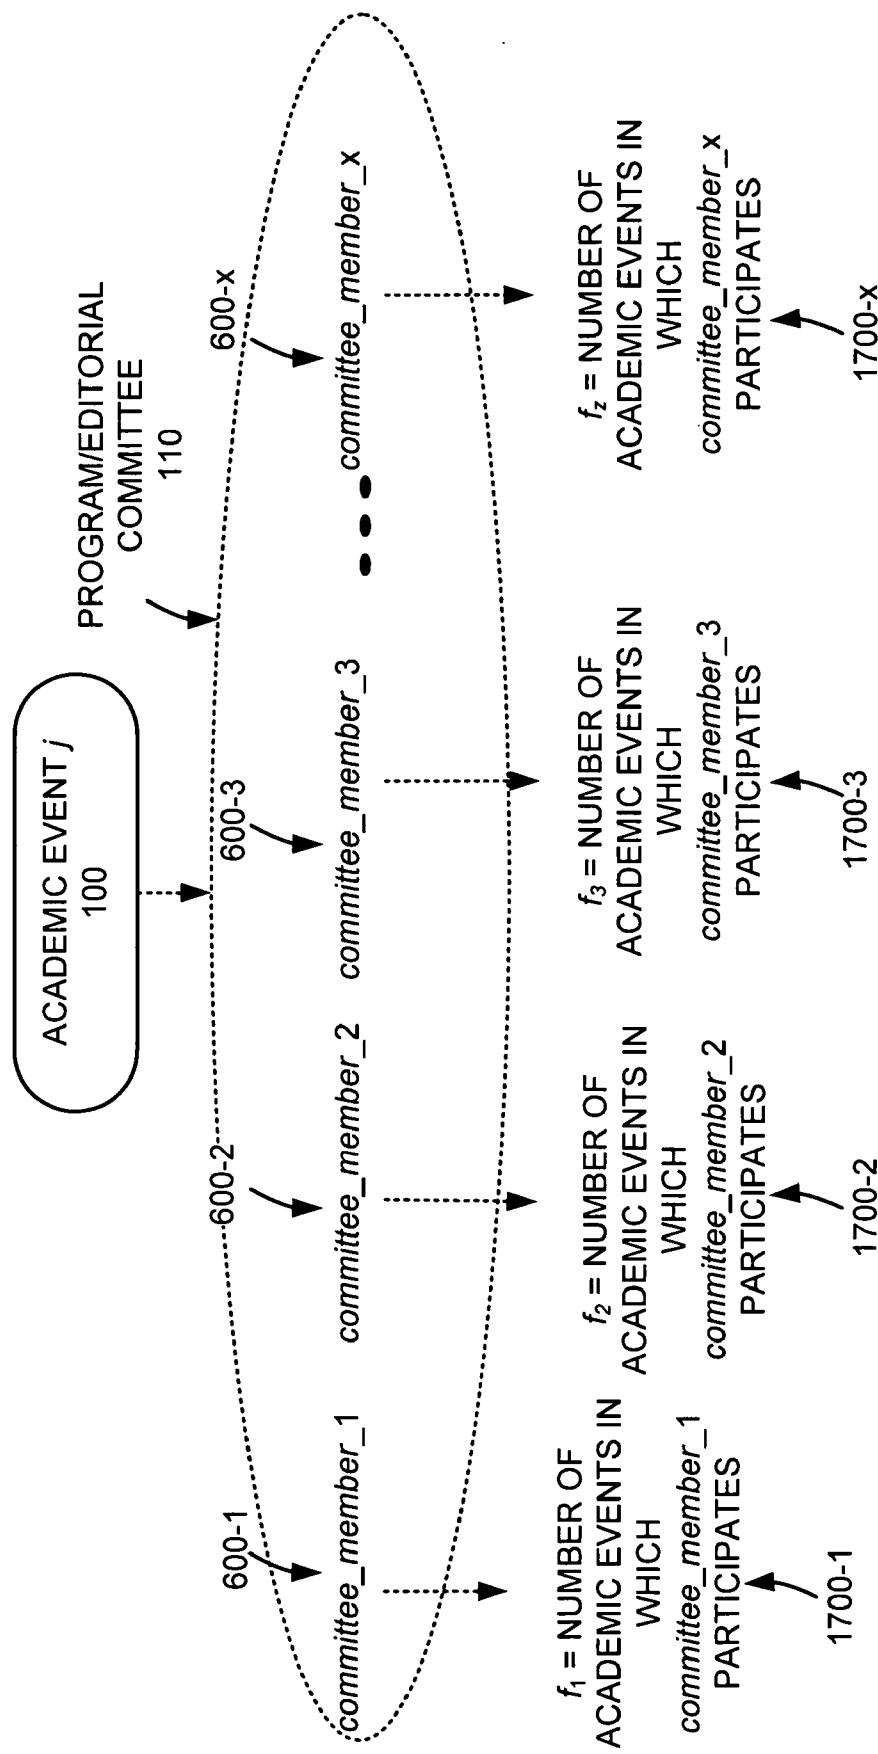 ACADEMIC EVENT j
100
PROGRAM/EDITORIAL
COMMITTEE
110
600-1
600-2
600-3
600-x
committee_member_1
committee_member_2
committee_member_3
committee_member_x
f1 = NUMBER OF
ACADEMIC EVENTS IN
WHICH
committee_member_1
PARTICIPATES
1700-1
f2 = NUMBER OF
ACADEMIC EVENTS IN
WHICH
committee_member_2
PARTICIPATES
1700-2
f3 = NUMBER OF
ACADEMIC EVENTS IN
WHICH
committee_member_3
PARTICIPATES
1700-3
fz = NUMBER OF
ACADEMIC EVENTS IN
WHICH
committee_member_x
PARTICIPATES
1700-x